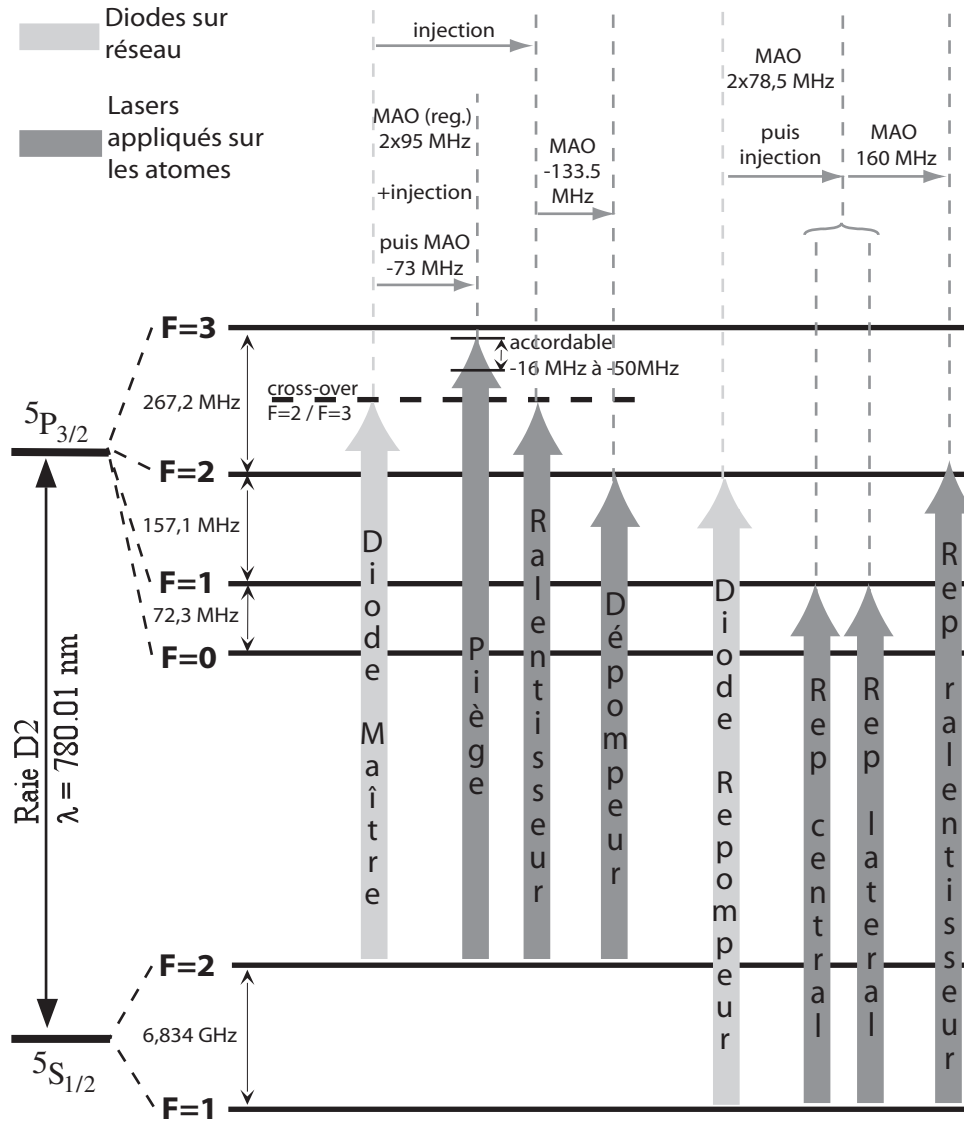 Diodes sur
réseau
Lasers
appliqués sur
les atomes
injection
MAO (reg.)
2x95 MHz
+injection
puis MAO
-73 MHz
MAO
-133.5
MHz
MAO
2x78,5 MHz
puis
injection
MAO
160 MHz
F=3
accordable
-16 MHz à -50MHz
cross-over
F=2 / F=3
267,2 MHz
5P3/2
F=2
157,1 MHz
F=1
72,3 MHz
F=0
Raie D2
λ = 780.01 nm
Diode Maître
Piège
Ralentisseur
Dépompeur
Diode Repompeur
Rep central
Rep lateral
Rep ralentisseur
F=2
6,834 GHz
5S1/2
F=1